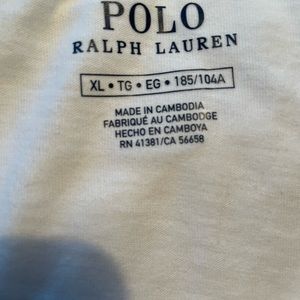 POLO
RALPH LAUREN
XL • TG • EG • 185/104A
MADE IN CAMBODIA
FABRIQUÉ AU CAMBODGE
HECHO EN CAMBOYA
RN 41381/CA 56658